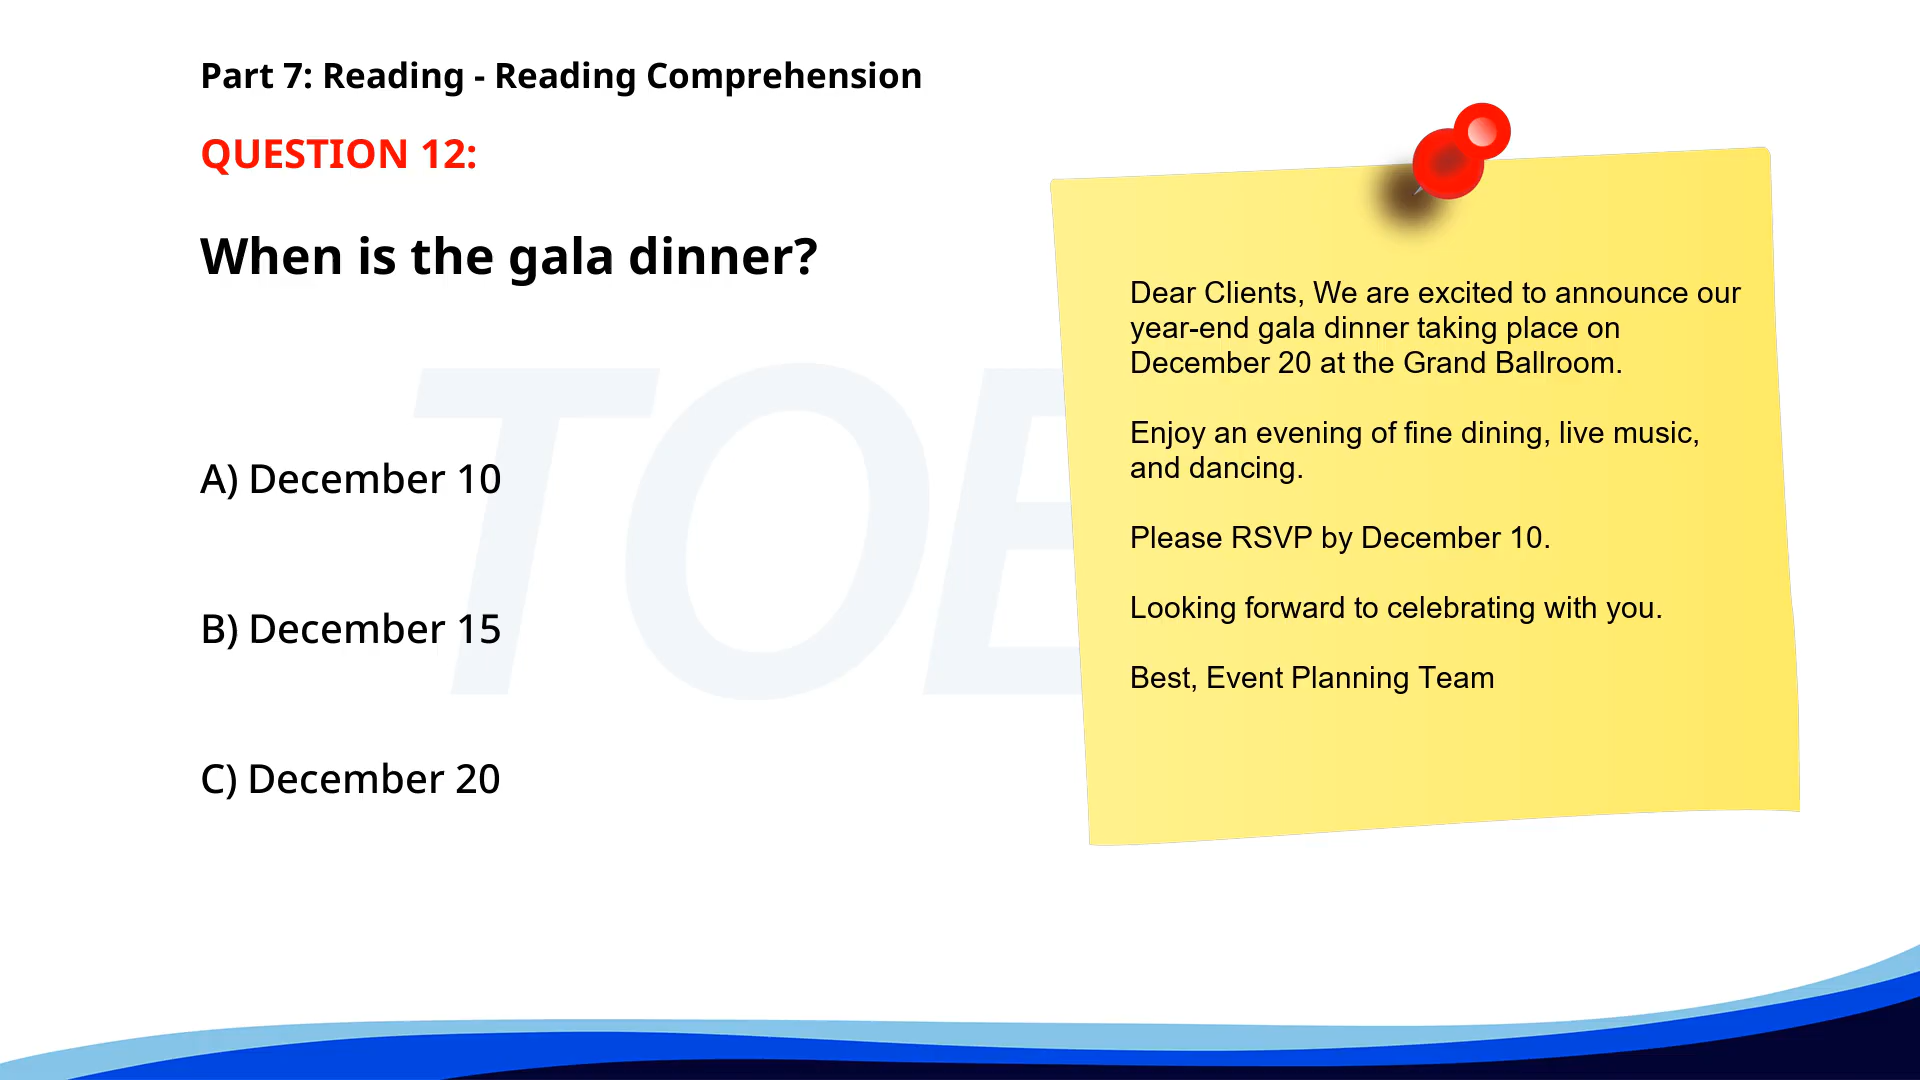 Part 7: Reading - Reading Comprehension
QUESTION 12:
When is the gala dinner?
A) December 10
B) December 15
C) December 20
Dear Clients, We are excited to announce our
year-end gala dinner taking place on
December 20 at the Grand Ballroom.
Enjoy an evening of fine dining, live music,
and dancing.
Please RSVP by December 10.
Looking forward to celebrating with you.
Best, Event Planning Team